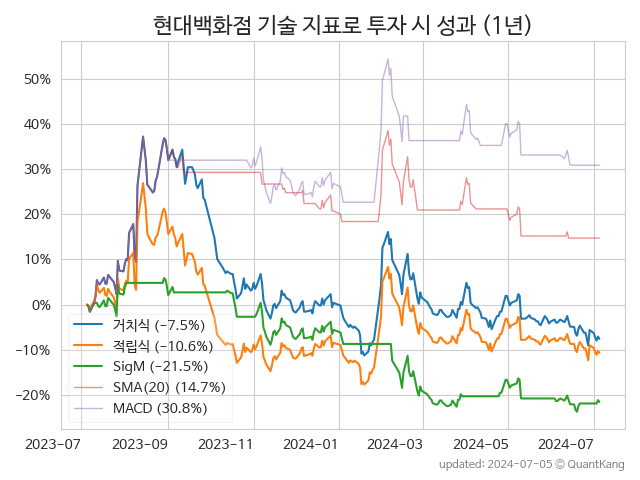 현대백화점 기술 지표로 투자 시 성과 (1년)
50%
40%
30%
20%
10%
0%
−10%
−20%
거치식 (−7.5%)
적립식 (−10.6%)
SigM (−21.5%)
SMA(20) (14.7%)
MACD (30.8%)
2023-07 2023-09 2023-11 2024-01 2024-03 2024-05 2024-07
updated: 2024-07-05 © QuantKang